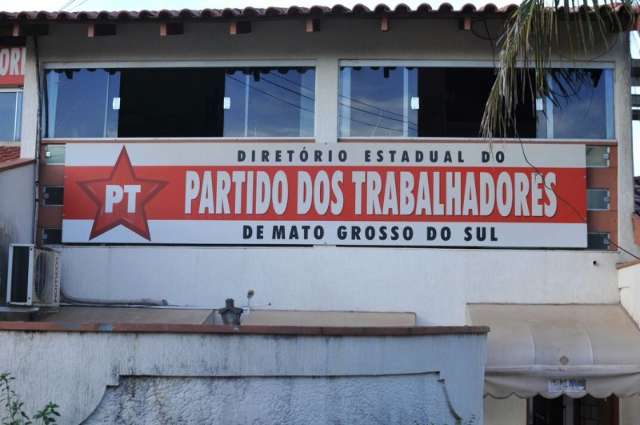 DIRETÓRIO ESTADUAL DO
PT
PARTIDO DOS TRABALHADORES
DE MATO GROSSO DO SUL